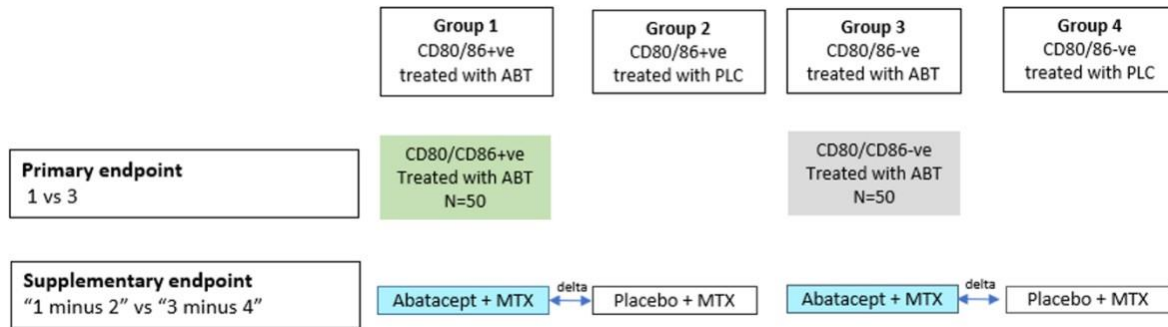 Group 1
CD80/86+ve
treated with ABT
Group 2
CD80/86+ve
treated with PLC
Group 3
CD80/86-ve
treated with ABT
Group 4
CD80/86-ve
treated with PLC
Primary endpoint
1 vs 3
CD80/CD86+ve
Treated with ABT
N=50
CD80/CD86-ve
Treated with ABT
N=50
Supplementary endpoint
“1 minus 2” vs “3 minus 4”
Abatacept + MTX
delta
Placebo + MTX
Abatacept + MTX
delta
Placebo + MTX